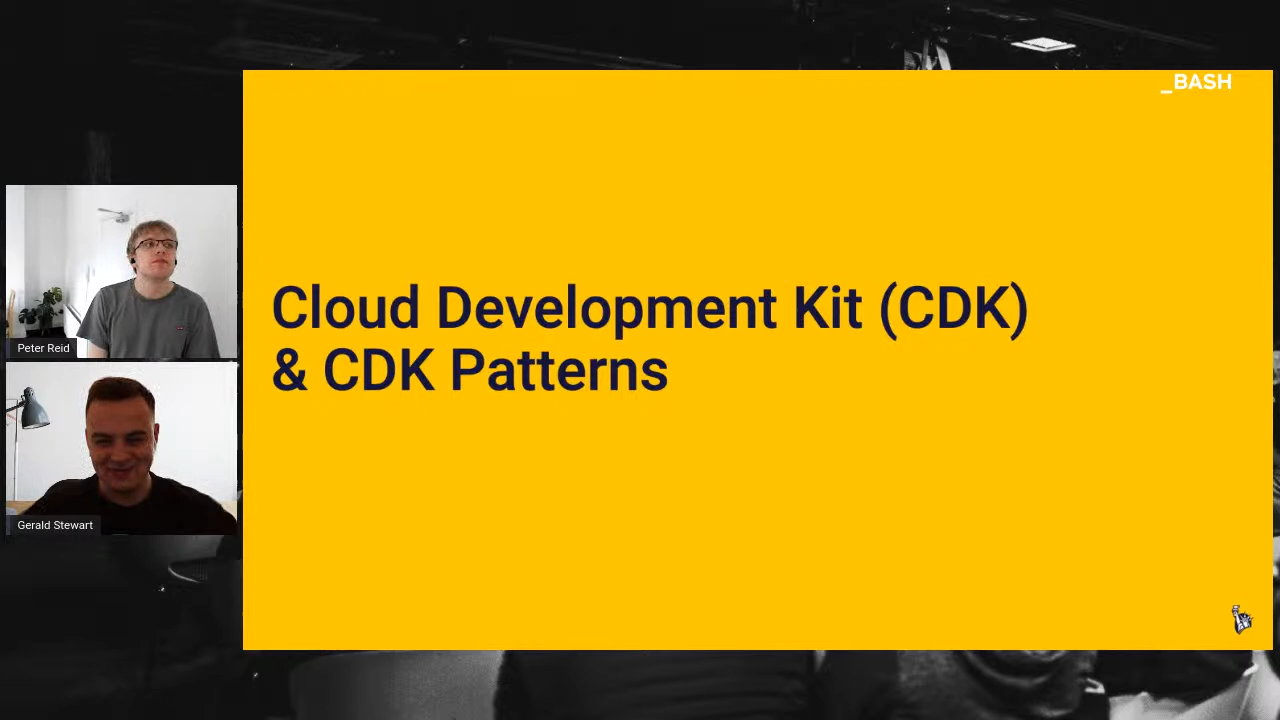 _BASH
Cloud Development Kit (CDK)
& CDK Patterns
Peter Reid
Gerald Stewart